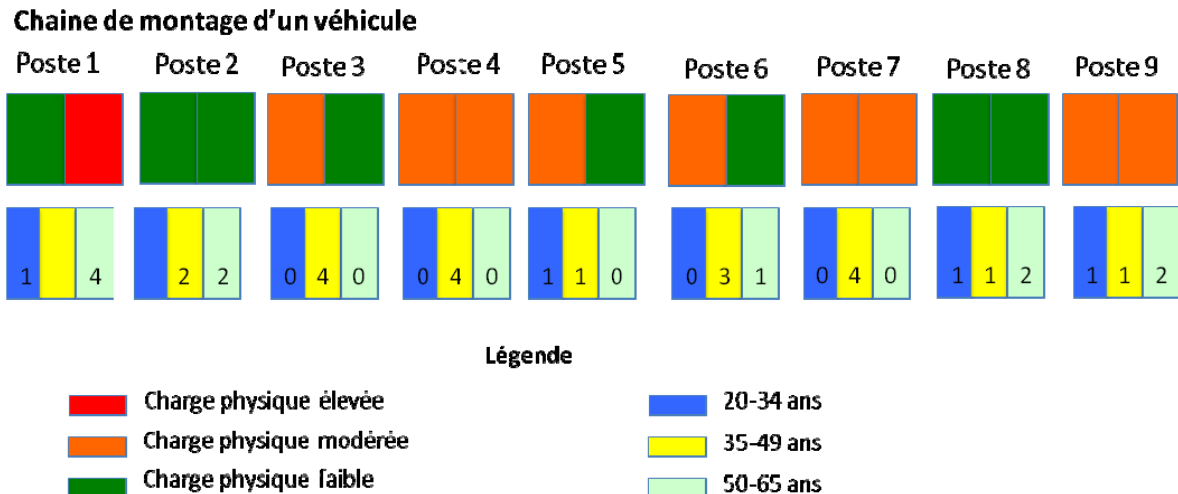 Chaine de montage d'un véhicule
Poste 1 Poste 2 Poste 3 Poste 4 Poste 5 Poste 6 Poste 7 Poste 8 Poste 9
1 4 2 2 0 4 0 0 4 0 1 1 0 0 3 1 0 4 0 1 1 2 1 1 2
Légende
Charge physique élevée 20-34 ans
Charge physique modérée 35-49 ans
Charge physique faible 50-65 ans